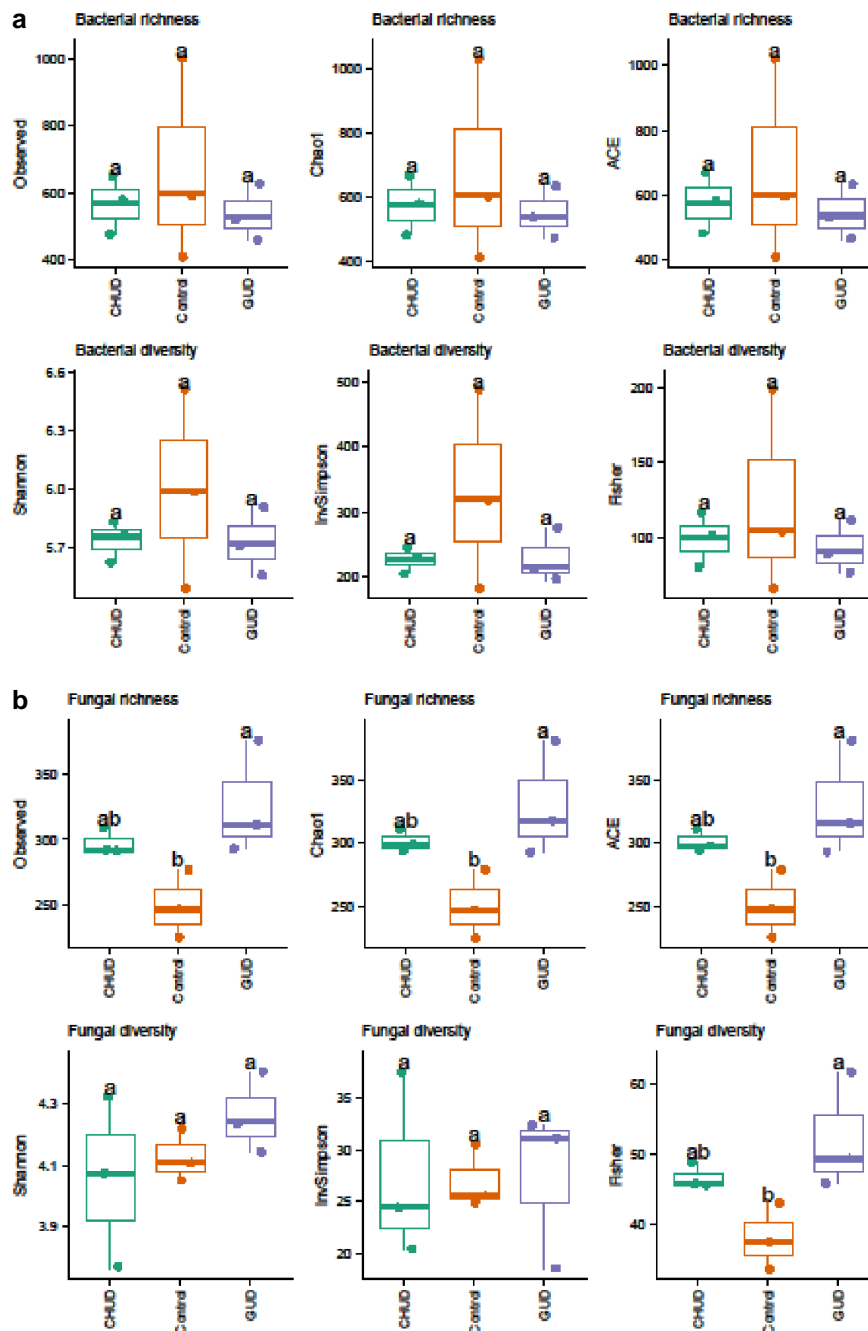 a
Bacterial richness
Bacterial richness
Bacterial richness
Observed
1000
800
600
400
a
a
a
CHUD
Control
GUD
Chao1
1000
800
600
400
a
a
a
CHUD
Control
GUD
ACE
1000
800
600
400
a
a
a
CHUD
Control
GUD
Bacterial diversity
Bacterial diversity
Bacterial diversity
Shannon
6.6
6.3
6.0
5.7
a
a
a
CHUD
Control
GUD
InvSimpson
500
400
300
200
a
a
a
CHUD
Control
GUD
Fisher
200
150
100
a
a
a
CHUD
Control
GUD
b
Fungal richness
Fungal richness
Fungal richness
Observed
350
300
250
ab
b
a
CHUD
Control
GUD
Chao1
350
300
250
ab
b
a
CHUD
Control
GUD
ACE
350
300
250
ab
b
a
CHUD
Control
GUD
Fungal diversity
Fungal diversity
Fungal diversity
Shannon
4.3
4.1
3.9
a
a
a
CHUD
Control
GUD
InvSimpson
35
30
25
20
a
a
a
CHUD
Control
GUD
Fisher
60
50
40
ab
b
a
CHUD
Control
GUD